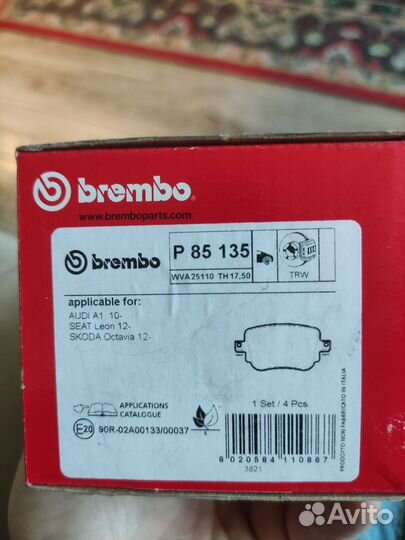 brembo
www.bremboparts.com
brembo
P 85 135
WVA 25110 TH 17,50
TRW
applicable for:
AUDI A1 10-
SEAT Leon 12-
SKODA Octavia 12-
1 Set / 4 Pcs
APPLICATIONS
CATALOGUE
E20 90R-02A00133/00037
8 020584 110867
3821
PRODOTTO NON FABBRICATO IN ITALIA
Avito